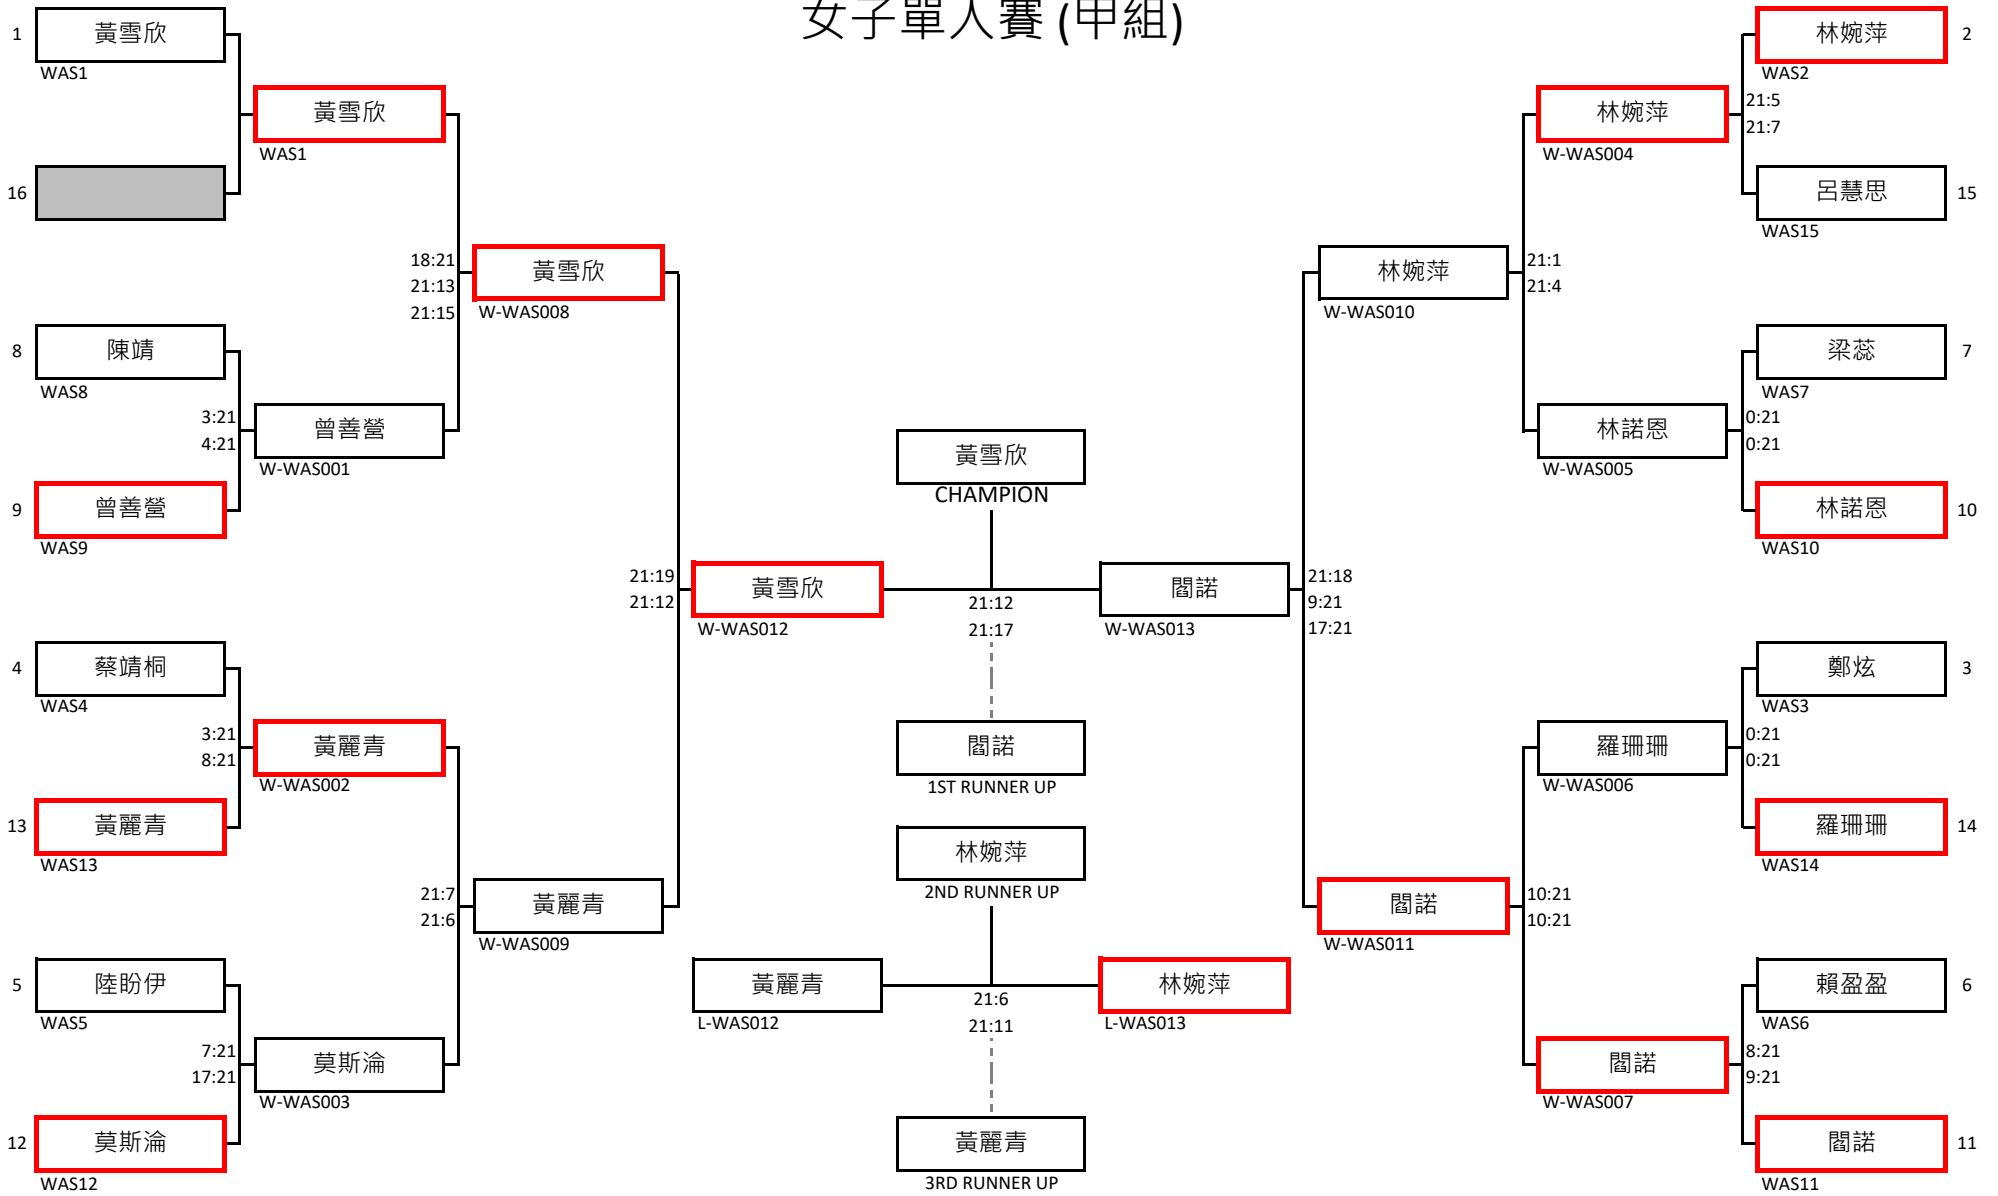 女子單人賽 (甲組)
1
黃雪欣
WAS1
黃雪欣
WAS1
16
18:21
21:13
21:15
黃雪欣
W-WAS008
8
陳靖
WAS8
3:21
4:21
曾善營
W-WAS001
9
曾善營
WAS9
21:19
21:12
黃雪欣
W-WAS012
4
蔡靖桐
WAS4
3:21
8:21
黃麗青
W-WAS002
13
黃麗青
WAS13
21:7
21:6
黃麗青
W-WAS009
5
陸盼伊
WAS5
7:21
17:21
莫斯淪
W-WAS003
12
莫斯淪
WAS12
黃雪欣
CHAMPION
21:12
21:17
閻諾
1ST RUNNER UP
林婉萍
2ND RUNNER UP
黃麗青
L-WAS012
21:6
21:11
林婉萍
L-WAS013
黃麗青
3RD RUNNER UP
林婉萍
2
WAS2
林婉萍
W-WAS004
21:5
21:7
呂慧思
15
WAS15
林婉萍
W-WAS010
21:1
21:4
梁蕊
7
WAS7
林諾恩
W-WAS005
0:21
0:21
林諾恩
10
WAS10
閻諾
W-WAS013
21:18
9:21
17:21
鄭炫
3
WAS3
羅珊珊
W-WAS006
0:21
0:21
羅珊珊
14
WAS14
閻諾
W-WAS011
10:21
10:21
賴盈盈
6
WAS6
閻諾
W-WAS007
8:21
9:21
閻諾
11
WAS11